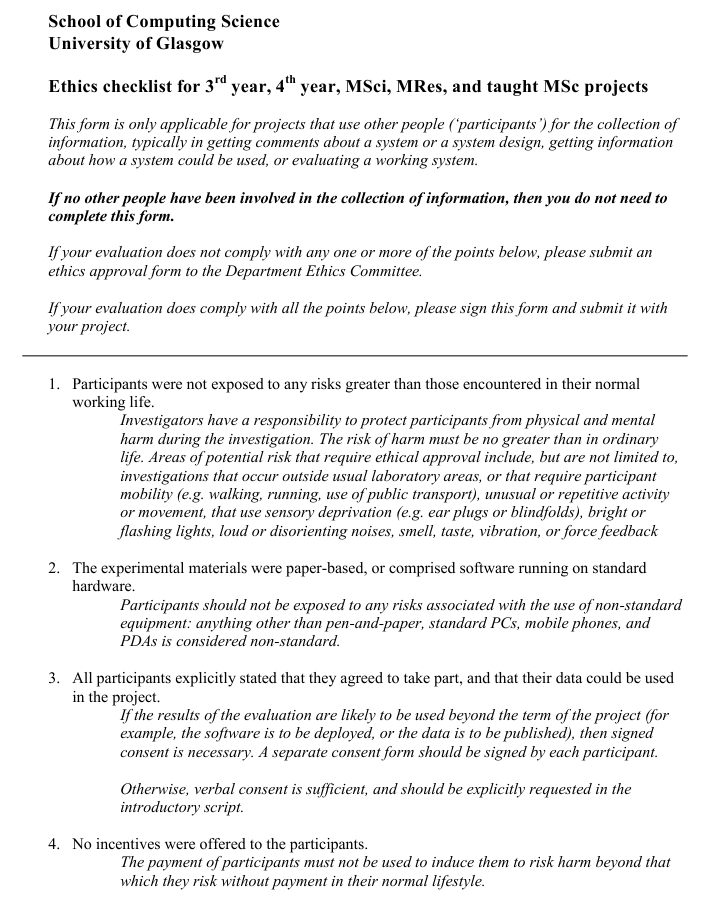 School of Computing Science
University of Glasgow
Ethics checklist for 3rd year, 4th year, MSci, MRes, and taught MSc projects
This form is only applicable for projects that use other people (‘participants’) for the collection of
information, typically in getting comments about a system or a system design, getting information
about how a system could be used, or evaluating a working system.
If no other people have been involved in the collection of information, then you do not need to
complete this form.
If your evaluation does not comply with any one or more of the points below, please submit an
ethics approval form to the Department Ethics Committee.
If your evaluation does comply with all the points below, please sign this form and submit it with
your project.
1. Participants were not exposed to any risks greater than those encountered in their normal
working life.
Investigators have a responsibility to protect participants from physical and mental
harm during the investigation. The risk of harm must be no greater than in ordinary
life. Areas of potential risk that require ethical approval include, but are not limited to,
investigations that occur outside usual laboratory areas, or that require participant
mobility (e.g. walking, running, use of public transport), unusual or repetitive activity
or movement, that use sensory deprivation (e.g. ear plugs or blindfolds), bright or
flashing lights, loud or disorienting noises, smell, taste, vibration, or force feedback
2. The experimental materials were paper-based, or comprised software running on standard
hardware.
Participants should not be exposed to any risks associated with the use of non-standard
equipment: anything other than pen-and-paper, standard PCs, mobile phones, and
PDAs is considered non-standard.
3. All participants explicitly stated that they agreed to take part, and that their data could be used
in the project.
If the results of the evaluation are likely to be used beyond the term of the project (for
example, the software is to be deployed, or the data is to be published), then signed
consent is necessary. A separate consent form should be signed by each participant.
Otherwise, verbal consent is sufficient, and should be explicitly requested in the
introductory script.
4. No incentives were offered to the participants.
The payment of participants must not be used to induce them to risk harm beyond that
which they risk without payment in their normal lifestyle.